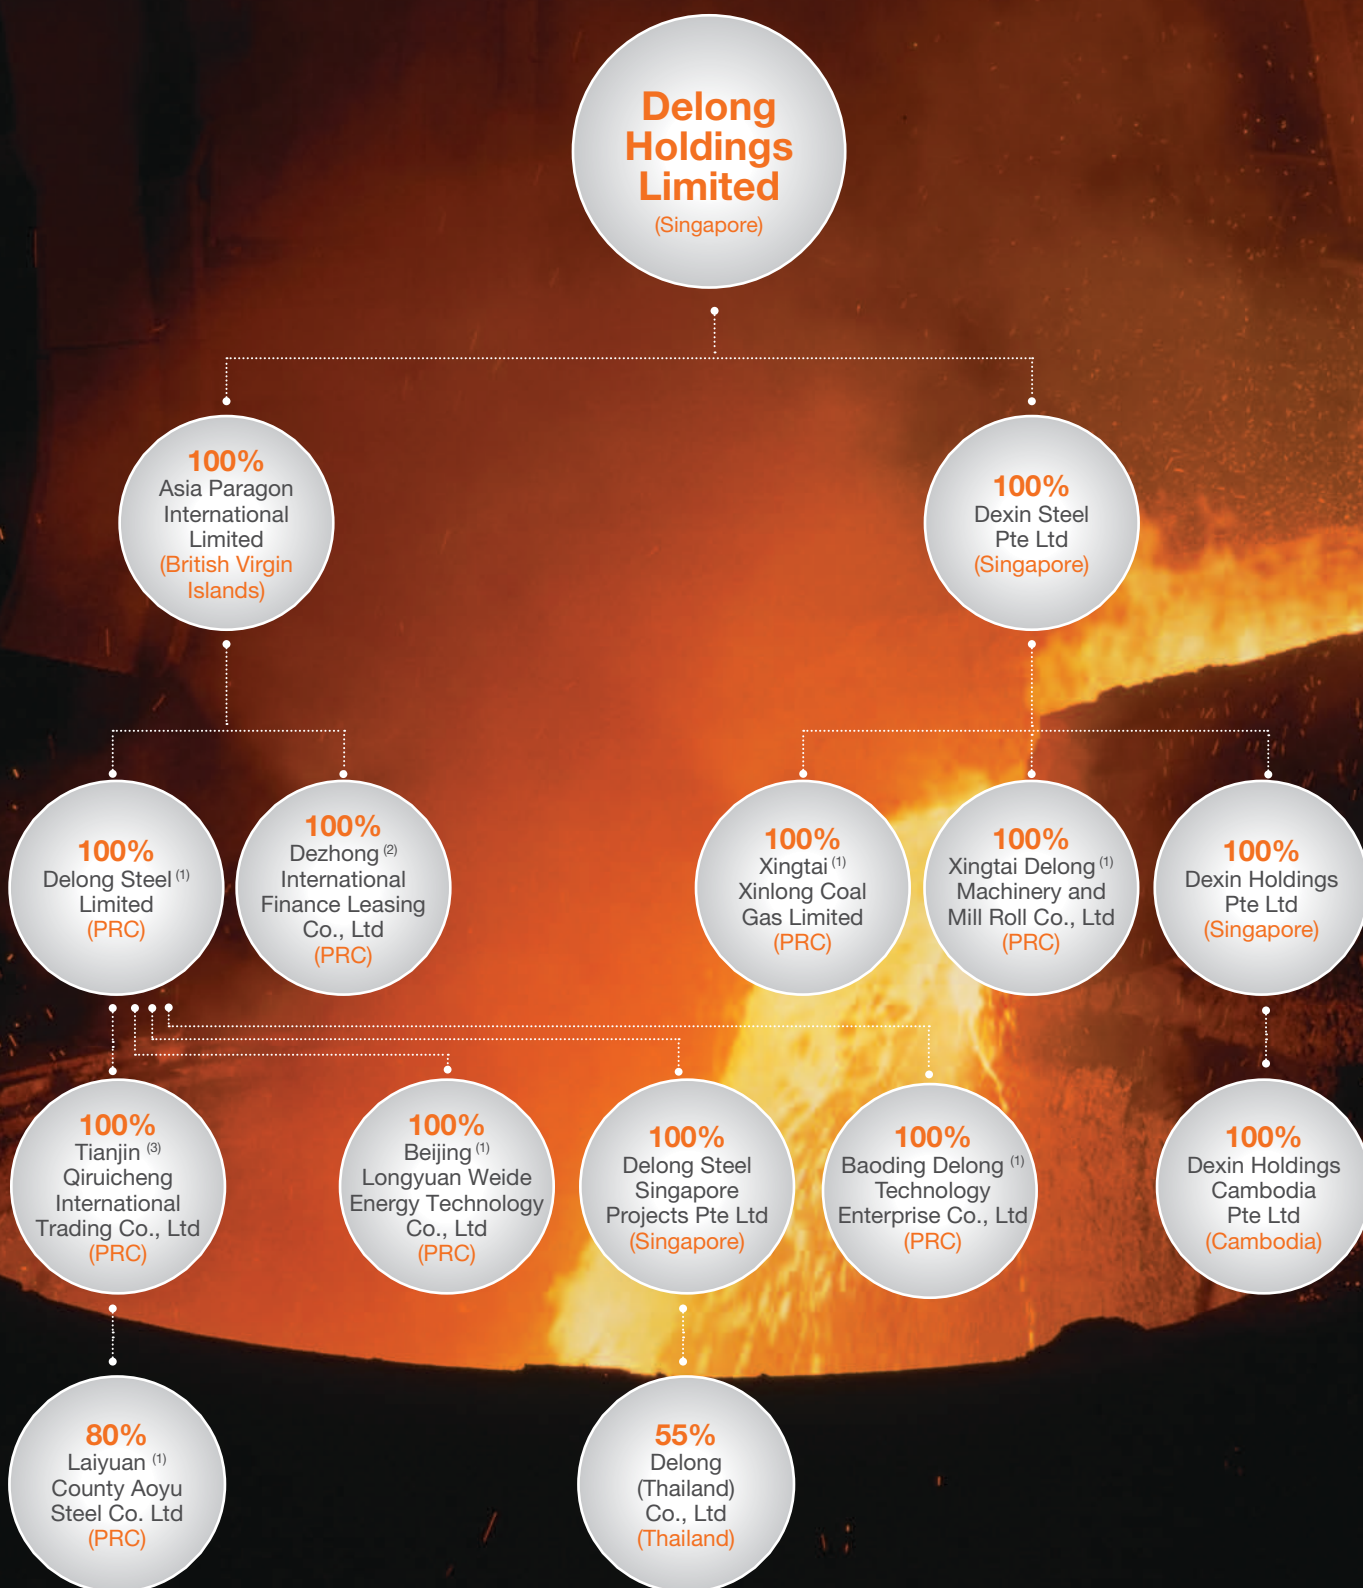 Delong
Holdings
Limited
(Singapore)
100%
Asia Paragon
International
Limited
(British Virgin
Islands)
100%
Dexin Steel
Pte Ltd
(Singapore)
100%
Delong Steel (1)
Limited
(PRC)
100%
Dezhong (2)
International
Finance Leasing
Co., Ltd
(PRC)
100%
Xingtai (1)
Xinlong Coal
Gas Limited
(PRC)
100%
Xingtai Delong (1)
Machinery and
Mill Roll Co., Ltd
(PRC)
100%
Dexin Holdings
Pte Ltd
(Singapore)
100%
Tianjin (3)
Qiruicheng
International
Trading Co., Ltd
(PRC)
100%
Beijing (1)
Longyuan Weide
Energy Technology
Co., Ltd
(PRC)
100%
Delong Steel
Singapore
Projects Pte Ltd
(Singapore)
100%
Baoding Delong (1)
Technology
Enterprise Co., Ltd
(PRC)
100%
Dexin Holdings
Cambodia
Pte Ltd
(Cambodia)
80%
Laiyuan (1)
County Aoyu
Steel Co. Ltd
(PRC)
55%
Delong
(Thailand)
Co., Ltd
(Thailand)